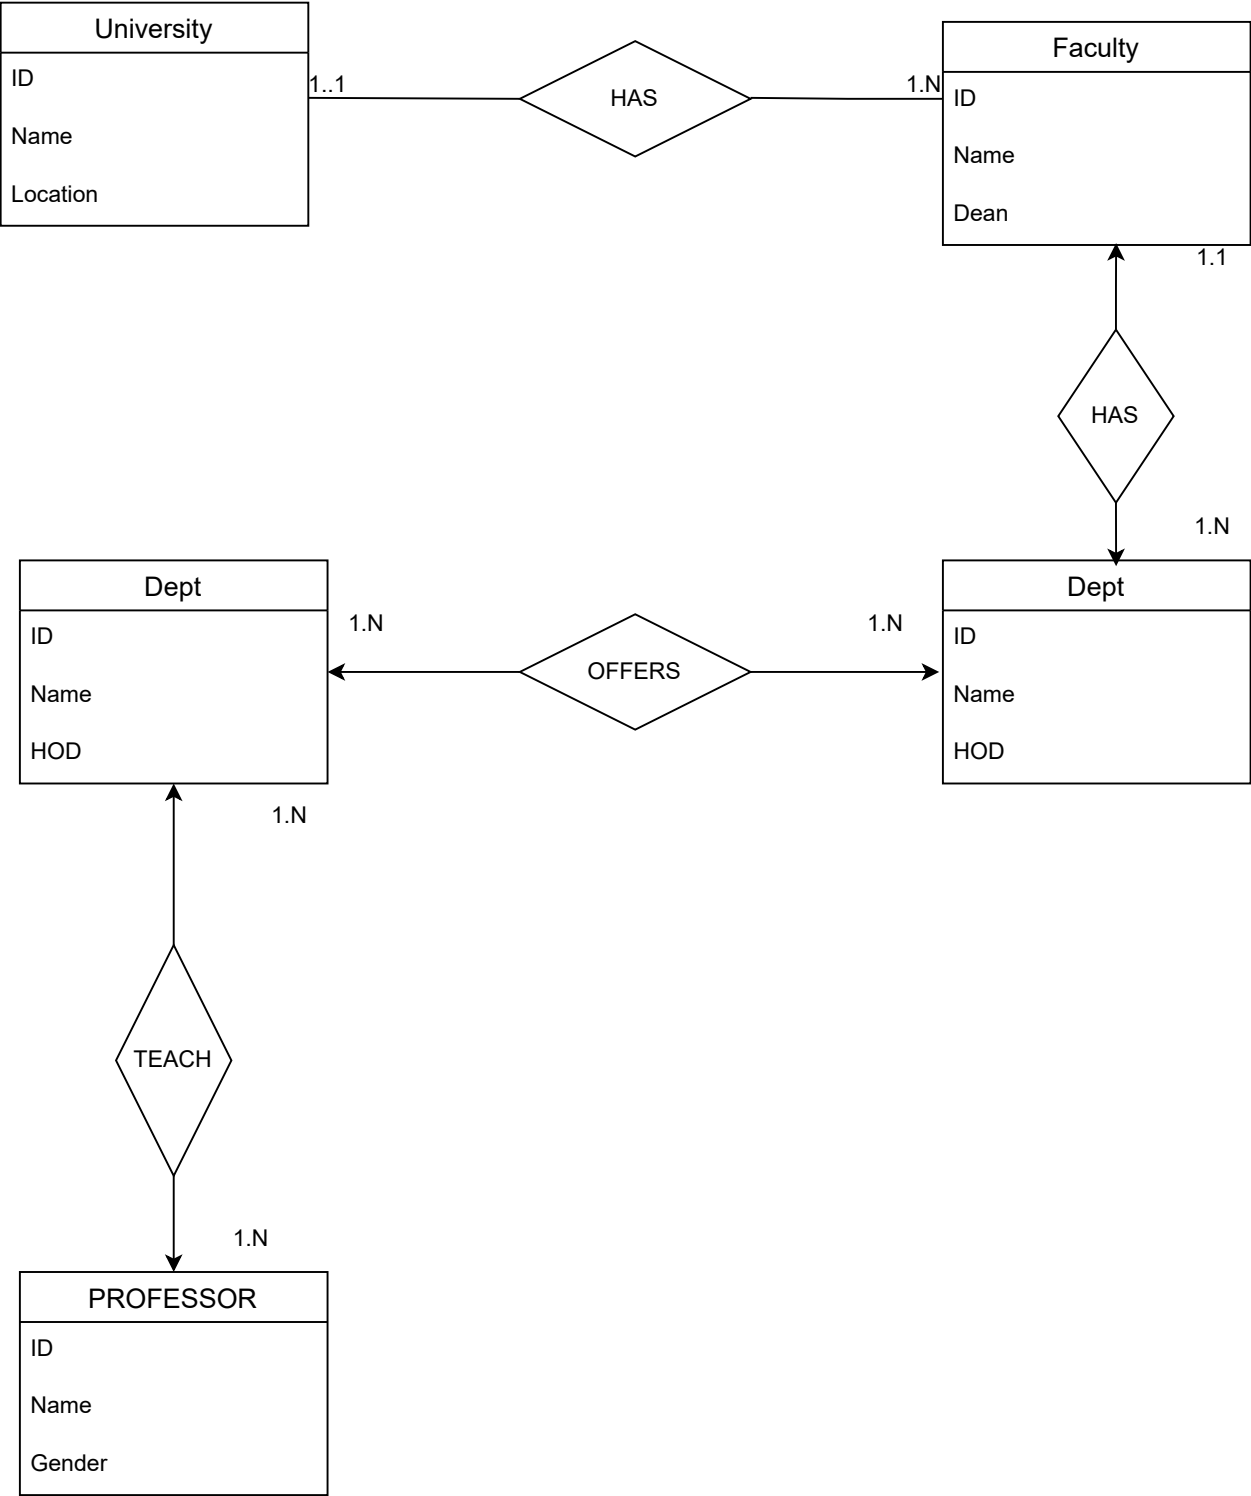 University
ID
Name
Location
1..1
HAS
1.N
Faculty
ID
Name
Dean
1.1
HAS
1.N
Dept
ID
Name
HOD
1.N
OFFERS
1.N
Dept
ID
Name
HOD
1.N
TEACH
1.N
PROFESSOR
ID
Name
Gender